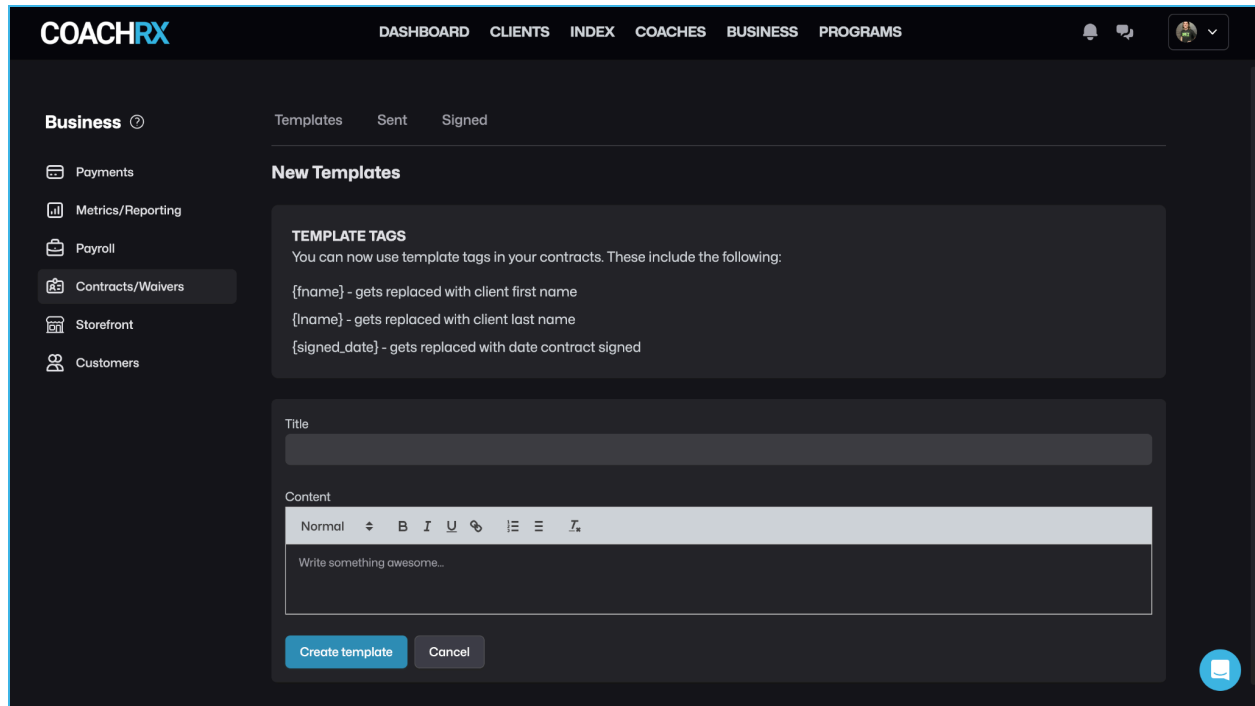 COACHRX
DASHBOARD CLIENTS INDEX COACHES BUSINESS PROGRAMS
Business
Payments
Metrics/Reporting
Payroll
Contracts/Waivers
Storefront
Customers
Templates Sent Signed
New Templates
TEMPLATE TAGS
You can now use template tags in your contracts. These include the following:
{fname} - gets replaced with client first name
{lname} - gets replaced with client last name
{signed_date} - gets replaced with date contract signed
Title
Content
Normal B I U
Write something awesome...
Create template Cancel